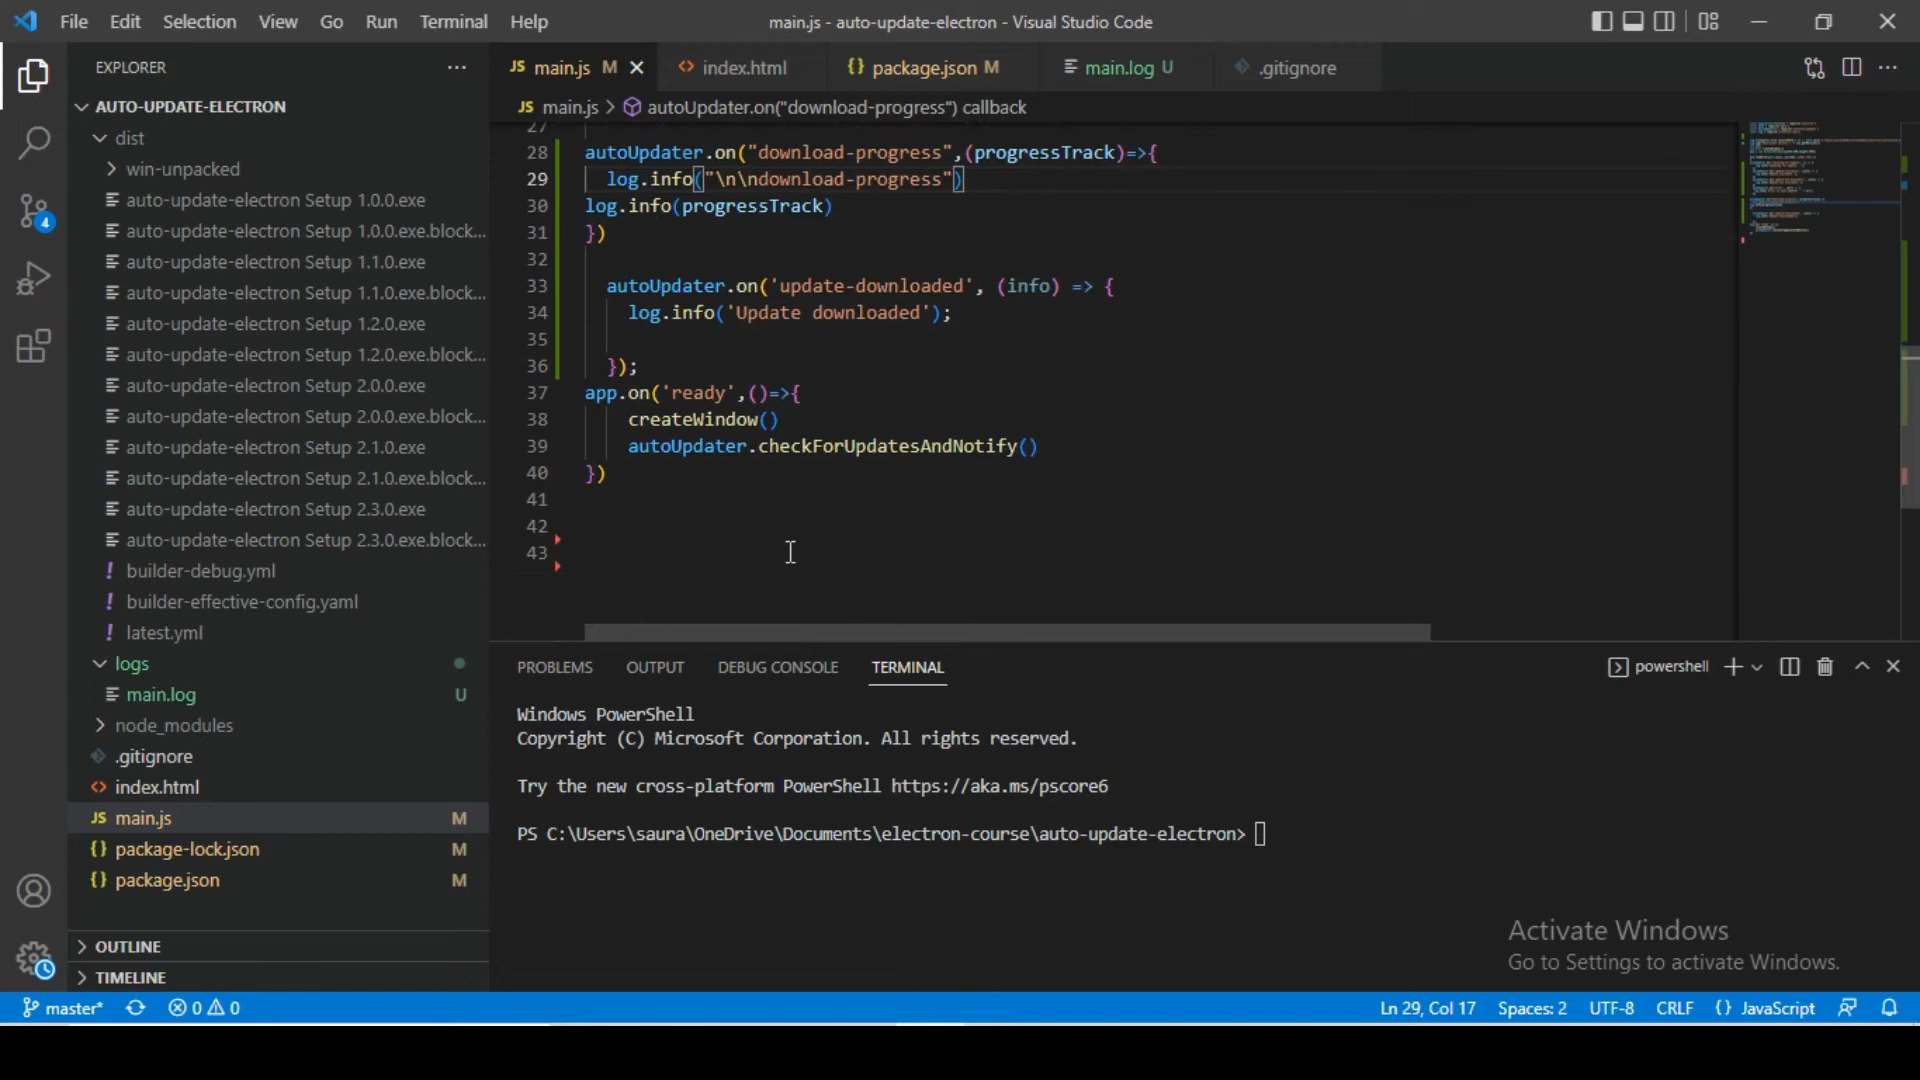 File Edit Selection View Go Run Terminal Help
main.js - auto-update-electron - Visual Studio Code
EXPLORER
AUTO-UPDATE-ELECTRON
dist
win-unpacked
auto-update-electron Setup 1.0.0.exe
auto-update-electron Setup 1.0.0.exe.block...
auto-update-electron Setup 1.1.0.exe
auto-update-electron Setup 1.1.0.exe.block...
auto-update-electron Setup 1.2.0.exe
auto-update-electron Setup 1.2.0.exe.block...
auto-update-electron Setup 2.0.0.exe
auto-update-electron Setup 2.0.0.exe.block...
auto-update-electron Setup 2.1.0.exe
auto-update-electron Setup 2.1.0.exe.block...
auto-update-electron Setup 2.3.0.exe
auto-update-electron Setup 2.3.0.exe.block...
! builder-debug.yml
! builder-effective-config.yaml
! latest.yml
logs
main.log U
node_modules
.gitignore
<> index.html
JS main.js M
{} package-lock.json M
{} package.json M
OUTLINE
TIMELINE
4
JS main.js M
<> index.html
{} package.json M
main.log U
.gitignore
JS main.js > autoUpdater.on("download-progress") callback
27
28 autoUpdater.on("download-progress",(progressTrack)=>{
29 log.info("\n\ndownload-progress")
30 log.info(progressTrack)
31 })
32
33 autoUpdater.on('update-downloaded', (info) => {
34 log.info('Update downloaded');
35
36 });
37 app.on('ready',()=>{
38 createWindow()
39 autoUpdater.checkForUpdatesAndNotify()
40 })
41
42
43
PROBLEMS OUTPUT DEBUG CONSOLE TERMINAL
powershell
Windows PowerShell
Copyright (C) Microsoft Corporation. All rights reserved.
Try the new cross-platform PowerShell https://aka.ms/pscore6
PS C:\Users\saura\OneDrive\Documents\electron-course\auto-update-electron>
Activate Windows
Go to Settings to activate Windows.
master* 0 0
Ln 29, Col 17 Spaces: 2 UTF-8 CRLF {} JavaScript